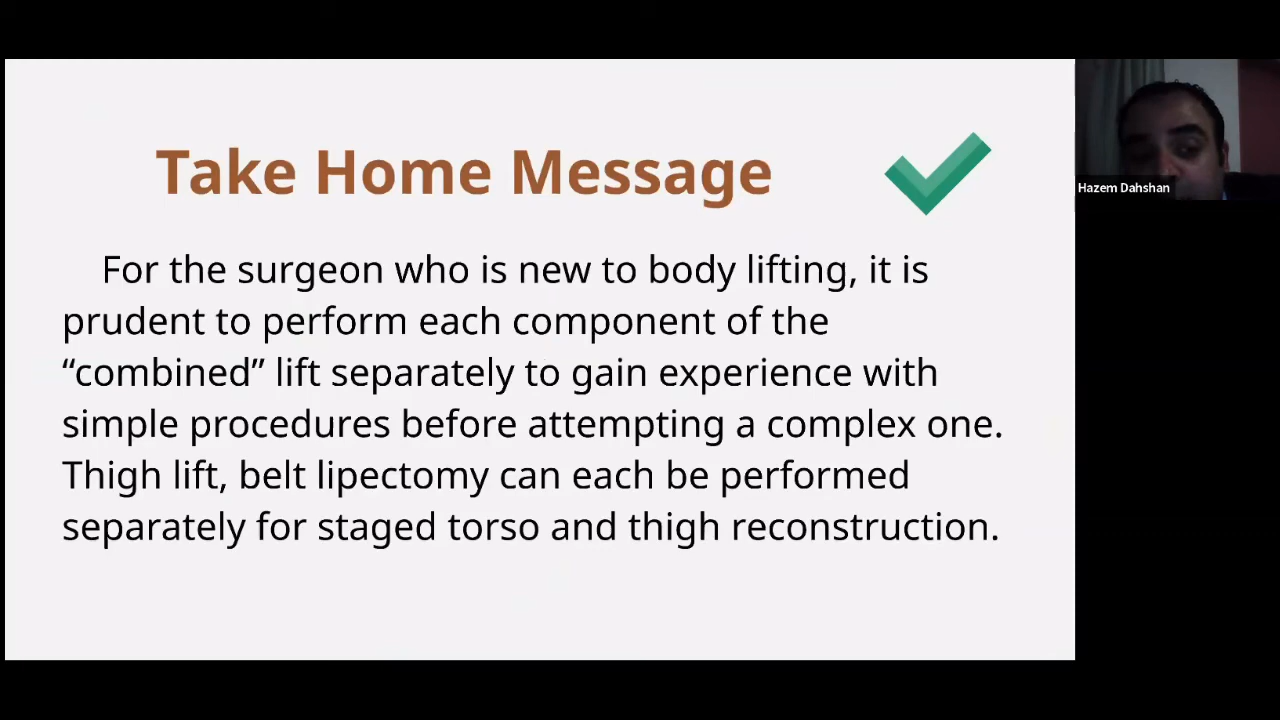 Take Home Message
For the surgeon who is new to body lifting, it is
prudent to perform each component of the
“combined” lift separately to gain experience with
simple procedures before attempting a complex one.
Thigh lift, belt lipectomy can each be performed
separately for staged torso and thigh reconstruction.
Hazem Dahshan